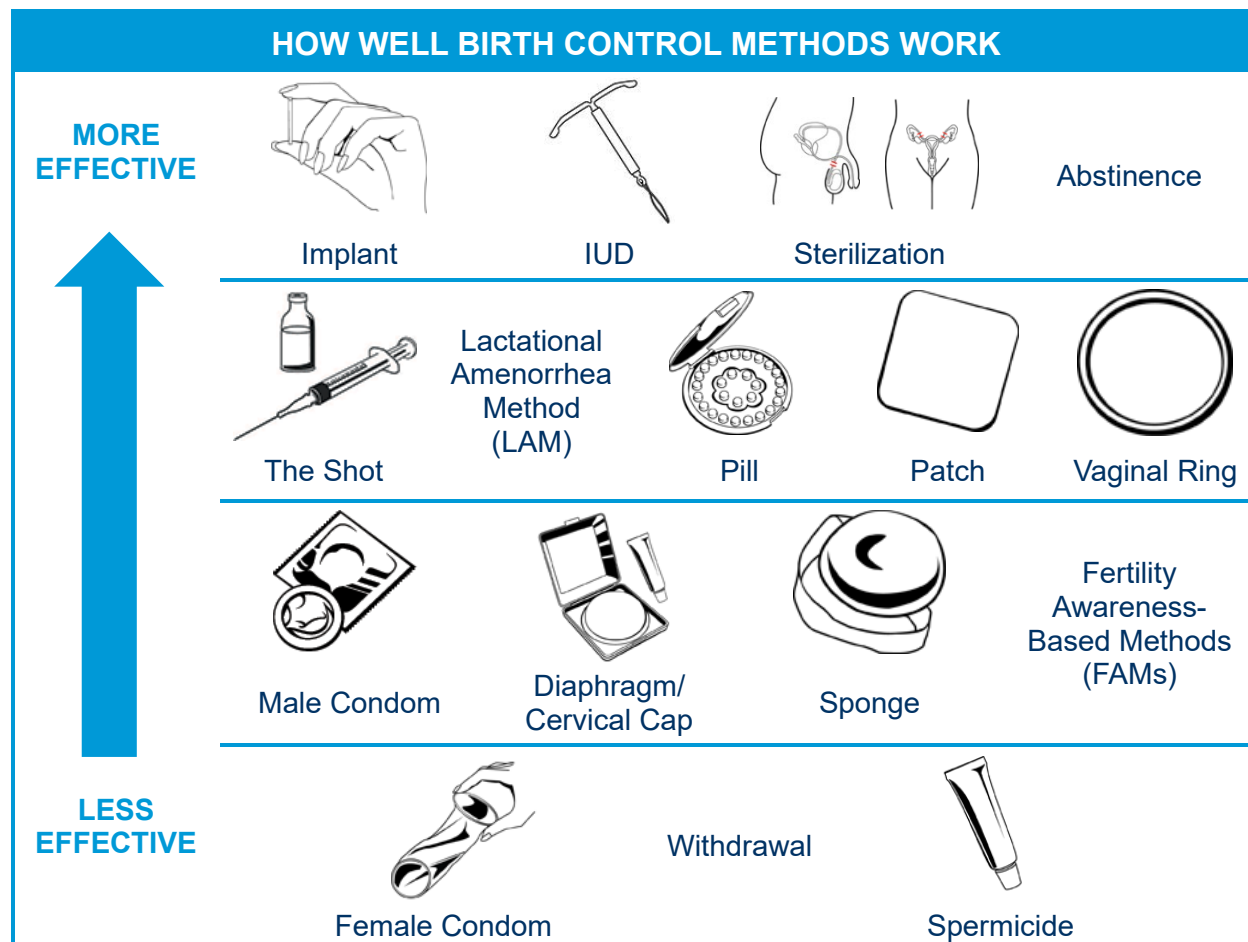 HOW WELL BIRTH CONTROL METHODS WORK
MORE
EFFECTIVE
Implant
IUD
Sterilization
Abstinence
The Shot
Lactational
Amenorrhea
Method
(LAM)
Pill
Patch
Vaginal Ring
Male Condom
Diaphragm/
Cervical Cap
Sponge
Fertility
Awareness-
Based Methods
(FAMs)
LESS
EFFECTIVE
Female Condom
Withdrawal
Spermicide